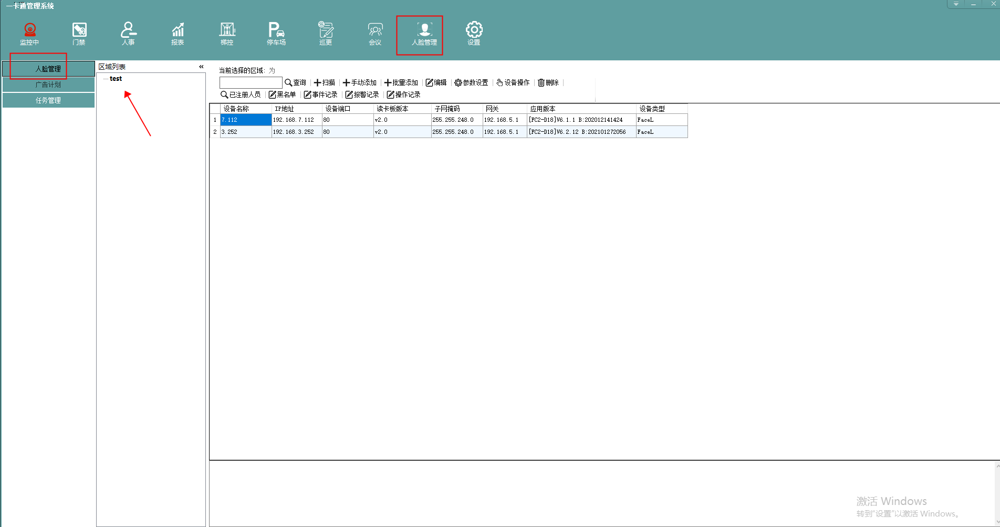 一卡通管理系统
监控中 门禁 人事 报表 梯控 停车场 巡更 会议 人脸管理 设置
人脸管理
广告计划
任务管理
区域列表 «
test
当前选择的区域: 为
查询 扫描 手动添加 批量添加 编辑 参数设置 设备操作 删除
已注册人员 黑名单 事件记录 报警记录 操作记录
设备名称 IP地址 设备端口 读卡板版本 子网掩码 网关 应用版本 设备类型
1 7.112 192.168.7.112 80 v2.0 255.255.248.0 192.168.5.1 [FC2-D18]V6.1.1 B:202012141424 FaceL
2 3.252 192.168.3.252 80 v2.0 255.255.248.0 192.168.5.1 [FC2-D18]V6.2.12 B:202101272056 FaceL
激活 Windows
转到"设置"以激活 Windows。